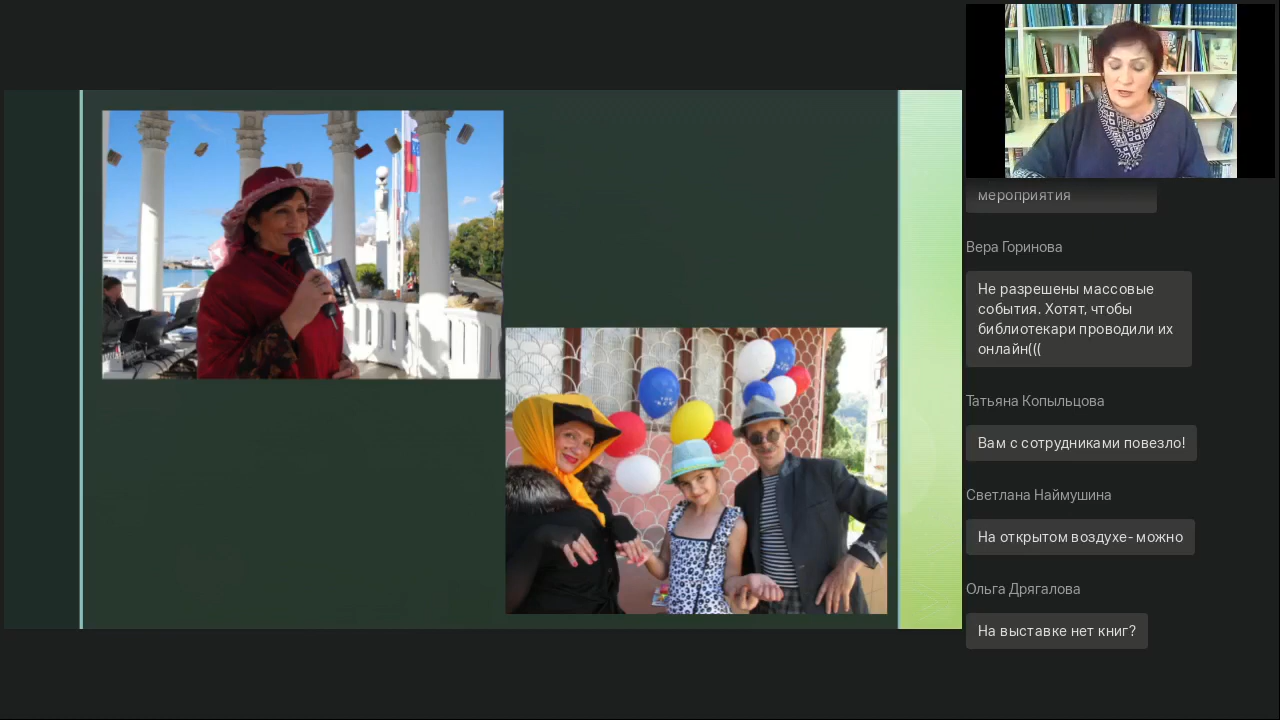 мероприятия
Вера Горинова
Не разрешены массовые
события. Хотят, чтобы
библиотекари проводили их
онлайн(((
Татьяна Копыльцова
Вам с сотрудниками повезло!
Светлана Наймушина
На открытом воздухе- можно
Ольга Дрягалова
На выставке нет книг?